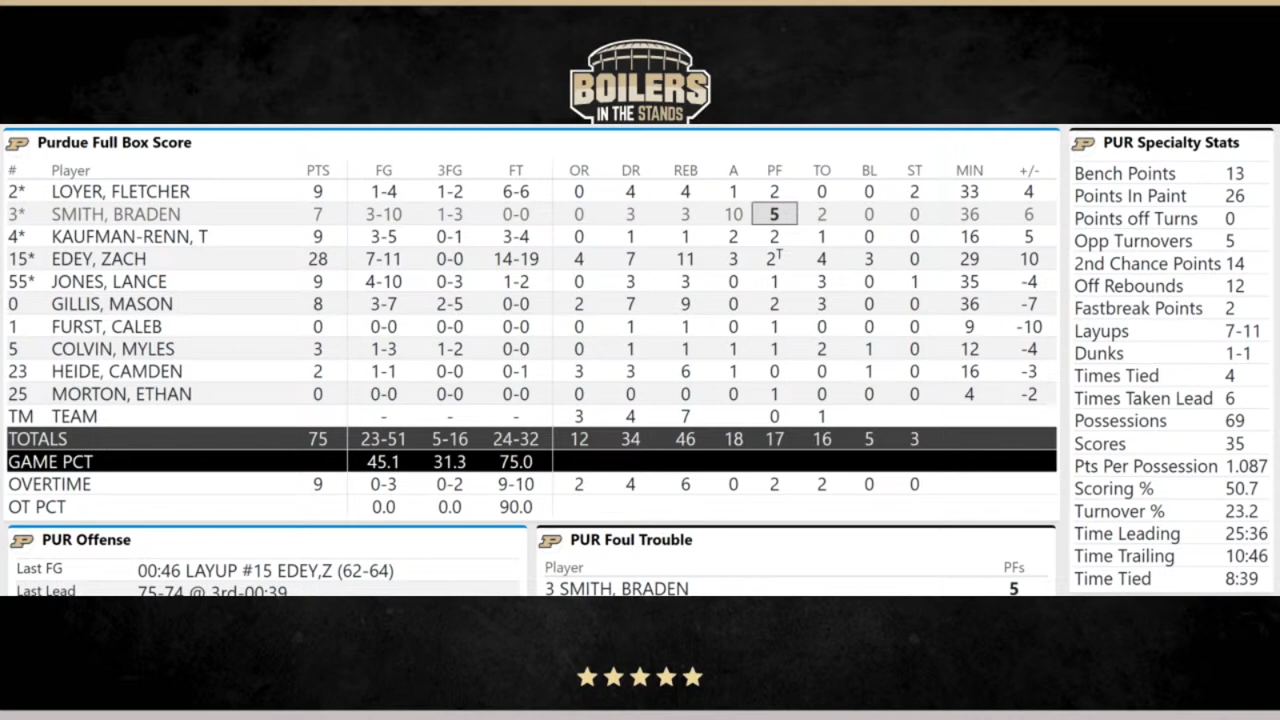 BOILERS
IN THE STANDS
Purdue Full Box Score
# Player PTS FG 3FG FT OR DR REB A PF TO BL ST MIN +/-
2* LOYER, FLETCHER 9 1-4 1-2 6-6 0 4 4 1 2 0 0 2 33 4
3* SMITH, BRADEN 7 3-10 1-3 0-0 0 3 3 10 5 2 0 0 36 6
4* KAUFMAN-RENN, T 9 3-5 0-1 3-4 0 1 1 2 2 1 0 0 16 5
15* EDEY, ZACH 28 7-11 0-0 14-19 4 7 11 3 2T 4 3 0 29 10
55* JONES, LANCE 9 4-10 0-3 1-2 0 3 3 0 1 3 0 1 35 -4
0 GILLIS, MASON 8 3-7 2-5 0-0 2 7 9 0 2 3 0 0 36 -7
1 FURST, CALEB 0 0-0 0-0 0-0 0 1 1 0 1 0 0 0 9 -10
5 COLVIN, MYLES 3 1-3 1-2 0-0 0 1 1 1 1 2 1 0 12 -4
23 HEIDE, CAMDEN 2 1-1 0-0 0-1 3 3 6 1 0 0 1 0 16 -3
25 MORTON, ETHAN 0 0-0 0-0 0-0 0 0 0 0 1 0 0 0 4 -2
TM TEAM - - - 3 4 7 0 1
TOTALS 75 23-51 5-16 24-32 12 34 46 18 17 16 5 3
GAME PCT 45.1 31.3 75.0
OVERTIME 9 0-3 0-2 9-10 2 4 6 0 2 2 0 0
OT PCT 0.0 0.0 90.0
PUR Specialty Stats
Bench Points 13
Points In Paint 26
Points off Turns 0
Opp Turnovers 5
2nd Chance Points 14
Off Rebounds 12
Fastbreak Points 2
Layups 7-11
Dunks 1-1
Times Tied 4
Times Taken Lead 6
Possessions 69
Scores 35
Pts Per Possession 1.087
Scoring % 50.7
Turnover % 23.2
Time Leading 25:36
Time Trailing 10:46
Time Tied 8:39
PUR Offense
Last FG 00:46 LAYUP #15 EDEY,Z (62-64)
Last Lead 75-74 @ 3rd-00:39
PUR Foul Trouble
Player PFs
3 SMITH, BRADEN 5